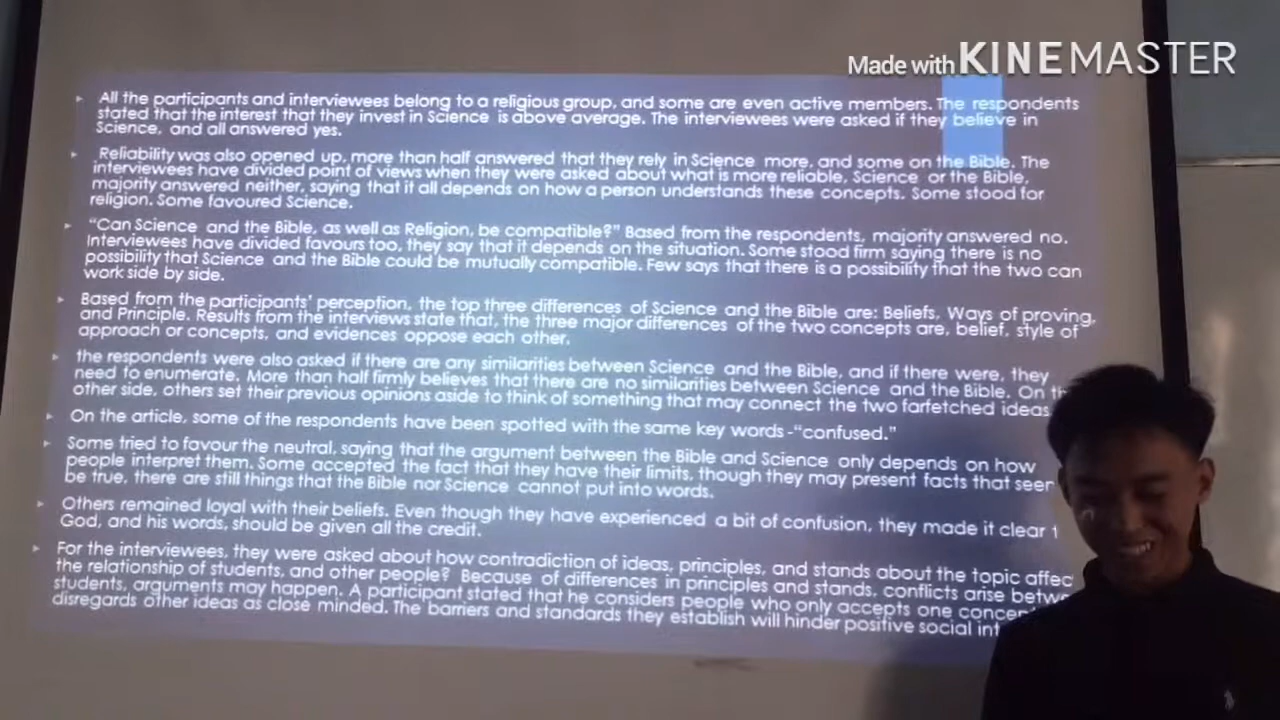 Made with KINEMASTER
All the participants and interviewees belong to a religious group, and some are even active members. The respondents
stated that the interest that they invest in Science is above average. The interviewees were asked if they believe in
Science, and all answered yes.
Reliability was also opened up, more than half answered that they rely in Science more, and some on the Bible. The
interviewees have divided point of views when they were asked about what is more reliable, Science or the Bible,
majority answered neither, saying that it all depends on how a person understands these concepts. Some stood for
religion. Some favoured Science.
"Can Science and the Bible, as well as Religion, be compatible?" Based from the respondents, majority answered no.
Interviewees have divided favours too, they say that it depends on the situation. Some stood firm saying there is no
possibility that Science and the Bible could be mutually compatible. Few says that there is a possibility that the two can
work side by side.
Based from the participants' perception, the top three differences of Science and the Bible are: Beliefs, Ways of proving,
and Principle. Results from the interviews state that, the three major differences of the two concepts are, belief, style of
approach or concepts, and evidences oppose each other.
the respondents were also asked if there are any similarities between Science and the Bible, and if there were, they
need to enumerate. More than half firmly believes that there are no similarities between Science and the Bible. On
other side, others set their previous opinions aside to think of something that may connect the two farfetched ideas
On the article, some of the respondents have been spotted with the same key words -"confused."
Some tried to favour the neutral, saying that the argument between the Bible and Science only depends on how
people interpret them. Some accepted the fact that they have their limits, though they may present facts that
be true, there are still things that the Bible nor Science cannot put into words.
Others remained loyal with their beliefs. Even though they have experienced a bit of confusion, they made it clear
God, and his words, should be given all the credit.
For the interviewees, they were asked about how contradiction of ideas, principles, and stands about the topic
the relationship of students, and other people? Because of differences in principles and stands, conflicts arise
students, arguments may happen. A participant stated that he considers people who only accepts one
disregards other ideas as close minded. The barriers and standards they establish will hinder positive social